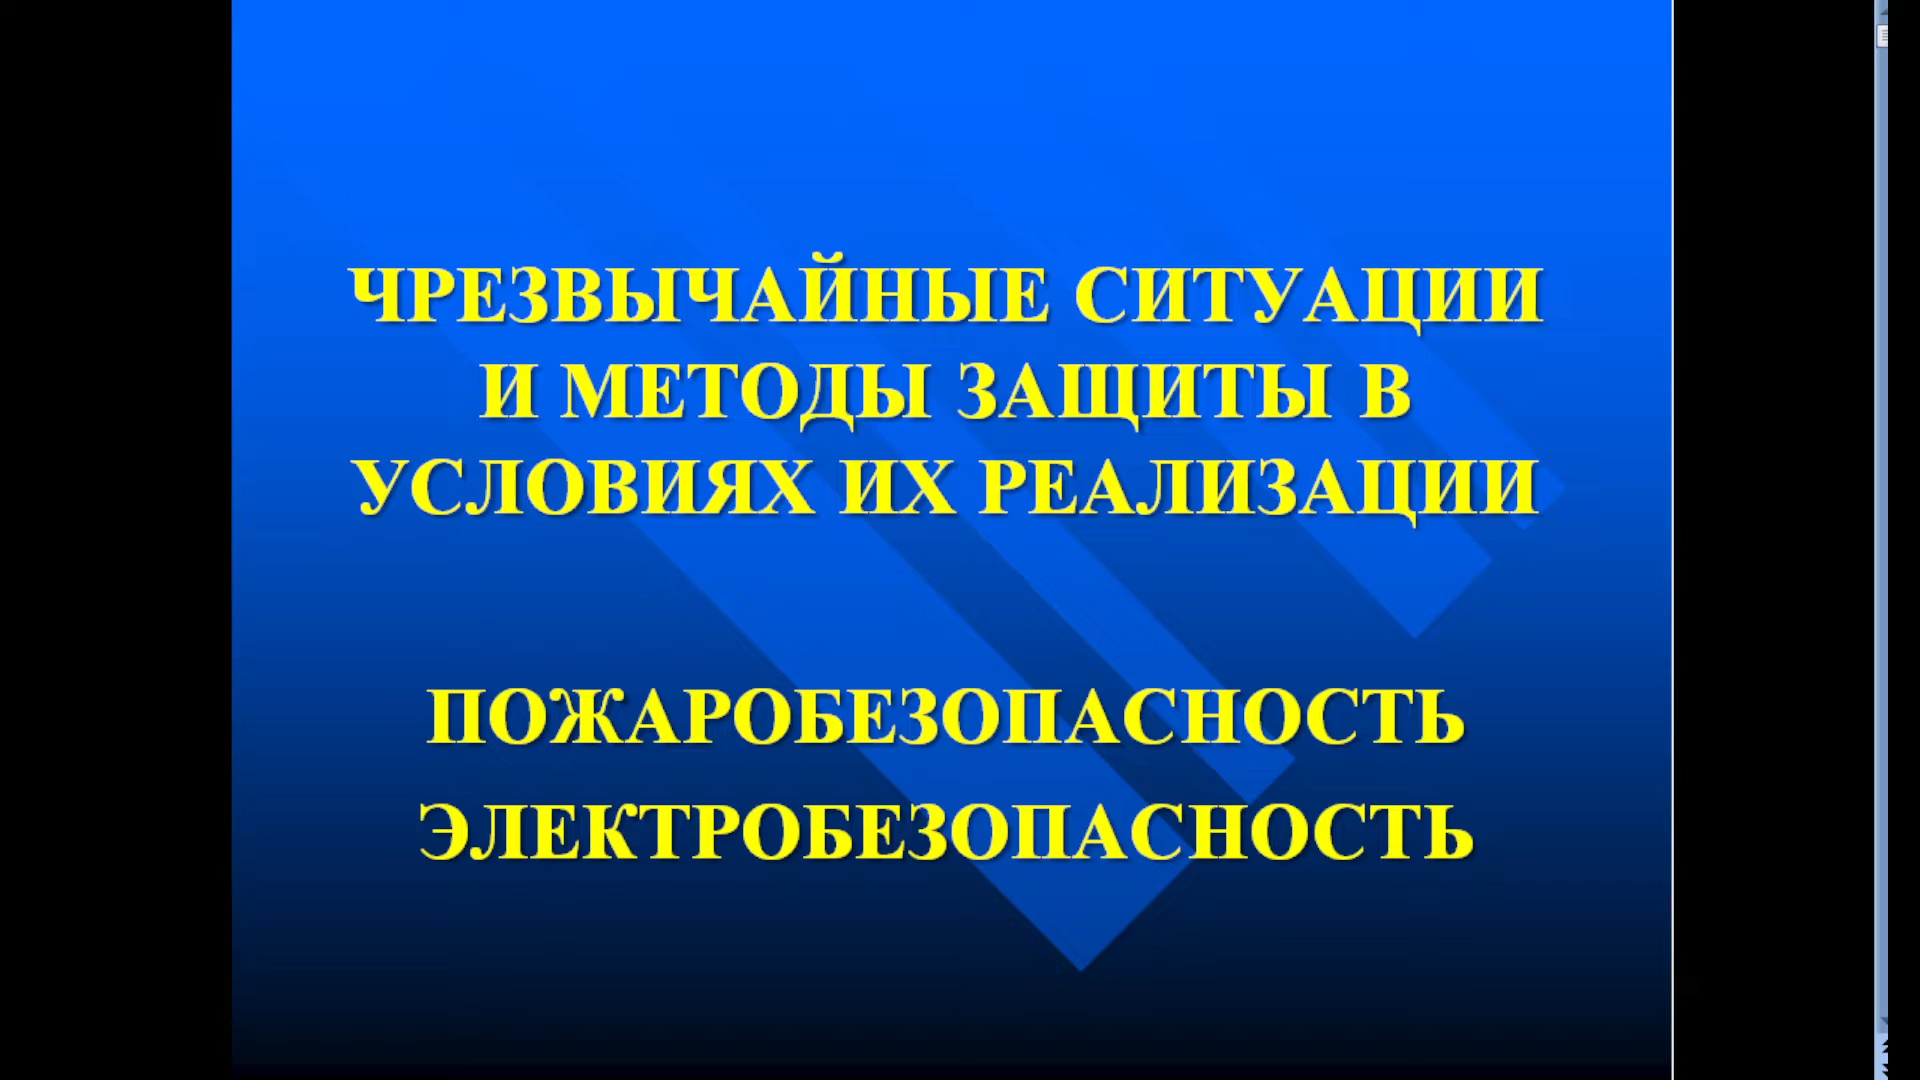 ЧРЕЗВЫЧАЙНЫЕ СИТУАЦИИ
И МЕТОДЫ ЗАЩИТЫ В
УСЛОВИЯХ ИХ РЕАЛИЗАЦИИ
ПОЖАРОБЕЗОПАСНОСТЬ
ЭЛЕКТРОБЕЗОПАСНОСТЬ